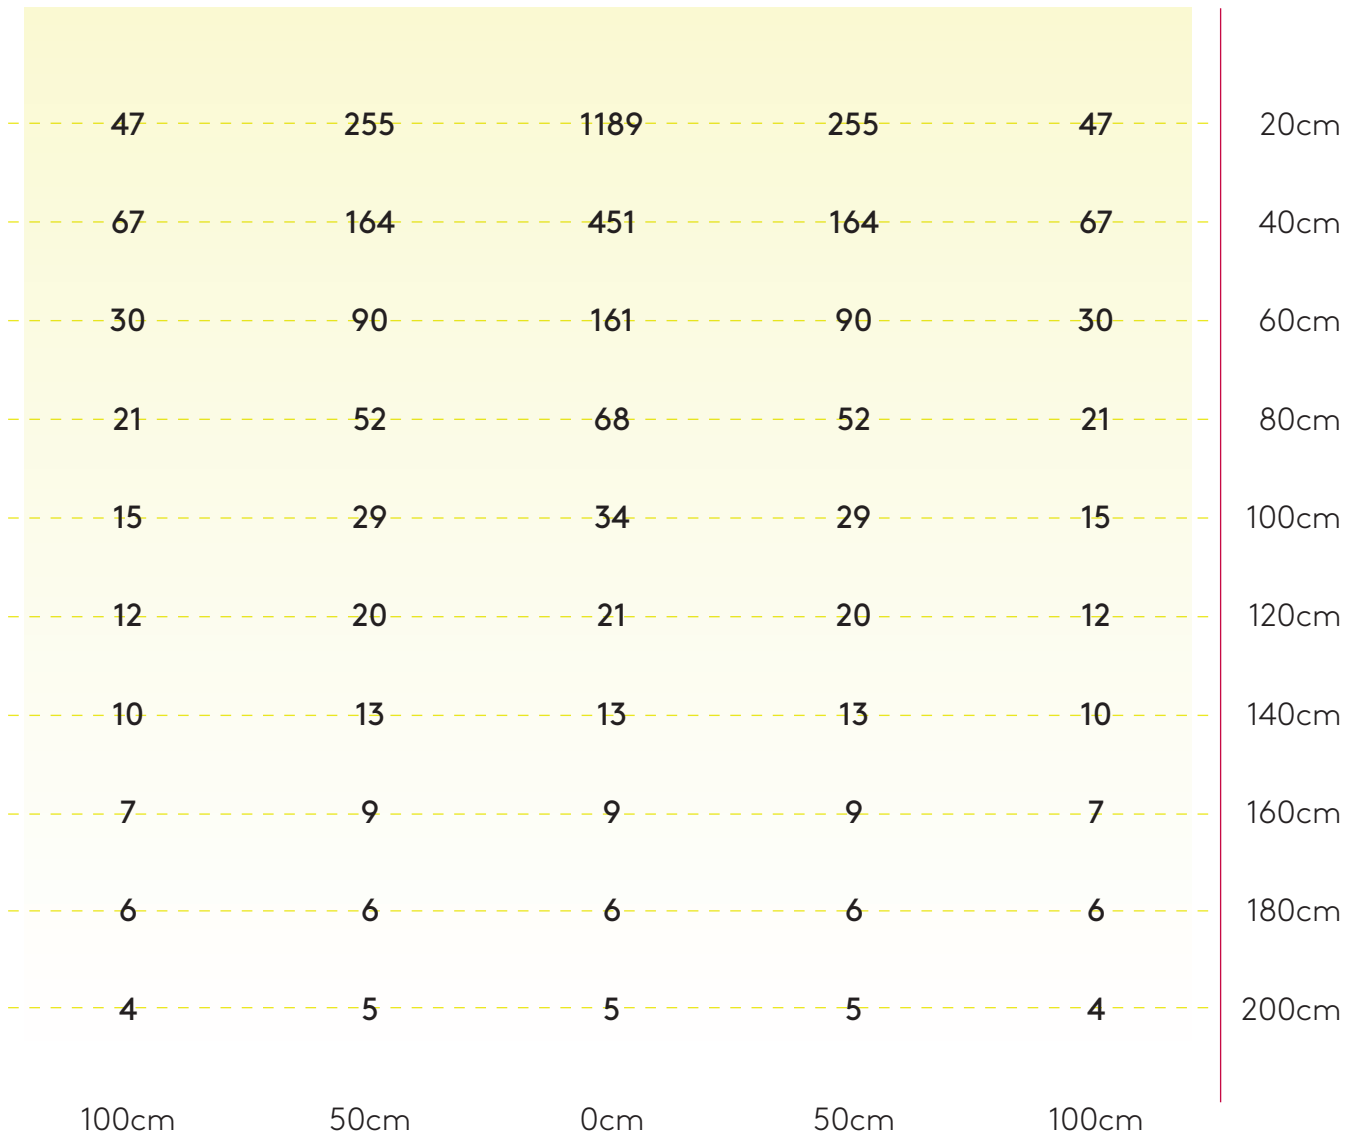 47 255 1189 255 47 20cm
67 164 451 164 67 40cm
30 90 161 90 30 60cm
21 52 68 52 21 80cm
15 29 34 29 15 100cm
12 20 21 20 12 120cm
10 13 13 13 10 140cm
7 9 9 9 7 160cm
6 6 6 6 6 180cm
4 5 5 5 4 200cm
100cm 50cm 0cm 50cm 100cm